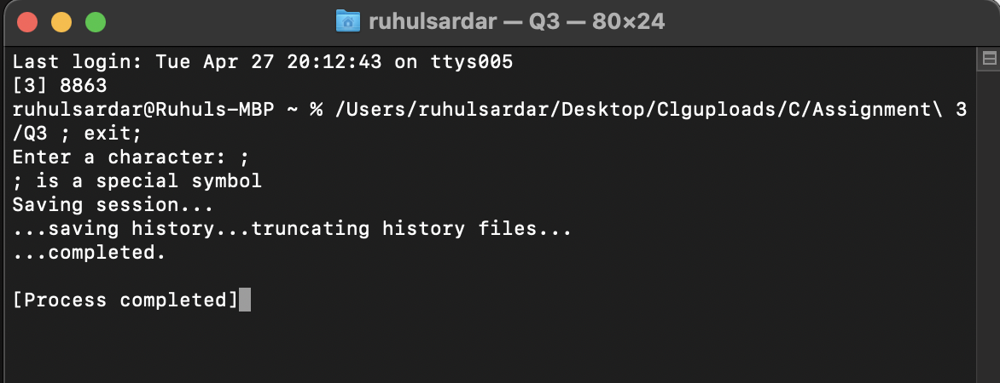 ruhulsardar — Q3 — 80×24
Last login: Tue Apr 27 20:12:43 on ttys005
[3] 8863
ruhulsardar@Ruhuls-MBP ~ % /Users/ruhulsardar/Desktop/Clguploads/C/Assignment\ 3
/Q3 ; exit;
Enter a character: ;
; is a special symbol
Saving session...
...saving history...truncating history files...
...completed.
[Process completed]